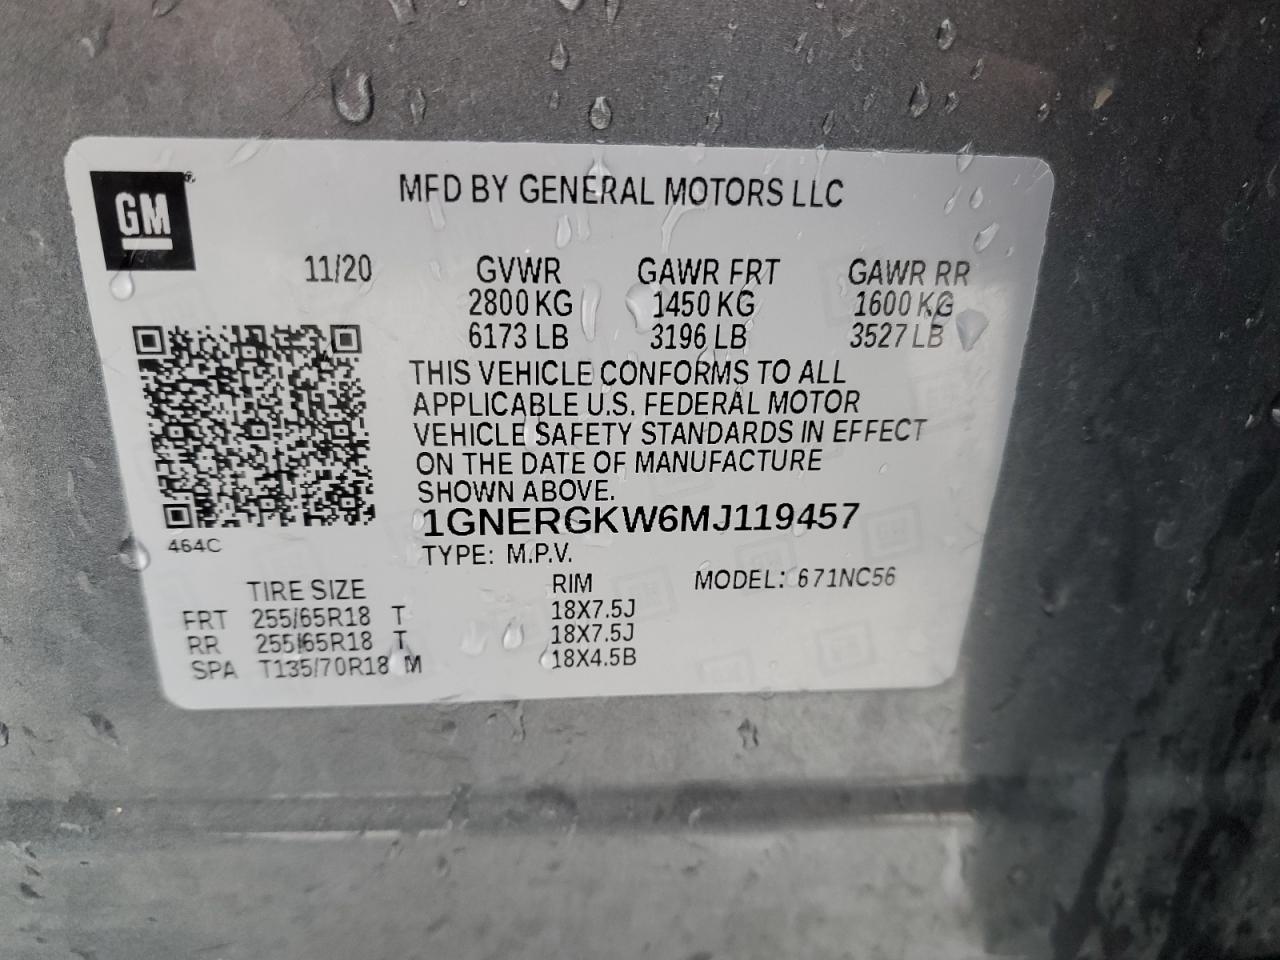 GM
MFD BY GENERAL MOTORS LLC
11/20 GVWR GAWR FRT GAWR RR
2800 KG 1450 KG 1600 KG
6173 LB 3196 LB 3527 LB
THIS VEHICLE CONFORMS TO ALL
APPLICABLE U.S. FEDERAL MOTOR
VEHICLE SAFETY STANDARDS IN EFFECT
ON THE DATE OF MANUFACTURE
SHOWN ABOVE.
1GNERGKW6MJ119457
464C
TYPE: M.P.V.
TIRE SIZE RIM MODEL: 671NC56
FRT 255/65R18 T 18X7.5J
RR 255/65R18 T 18X7.5J
SPA T135/70R18 M 18X4.5B